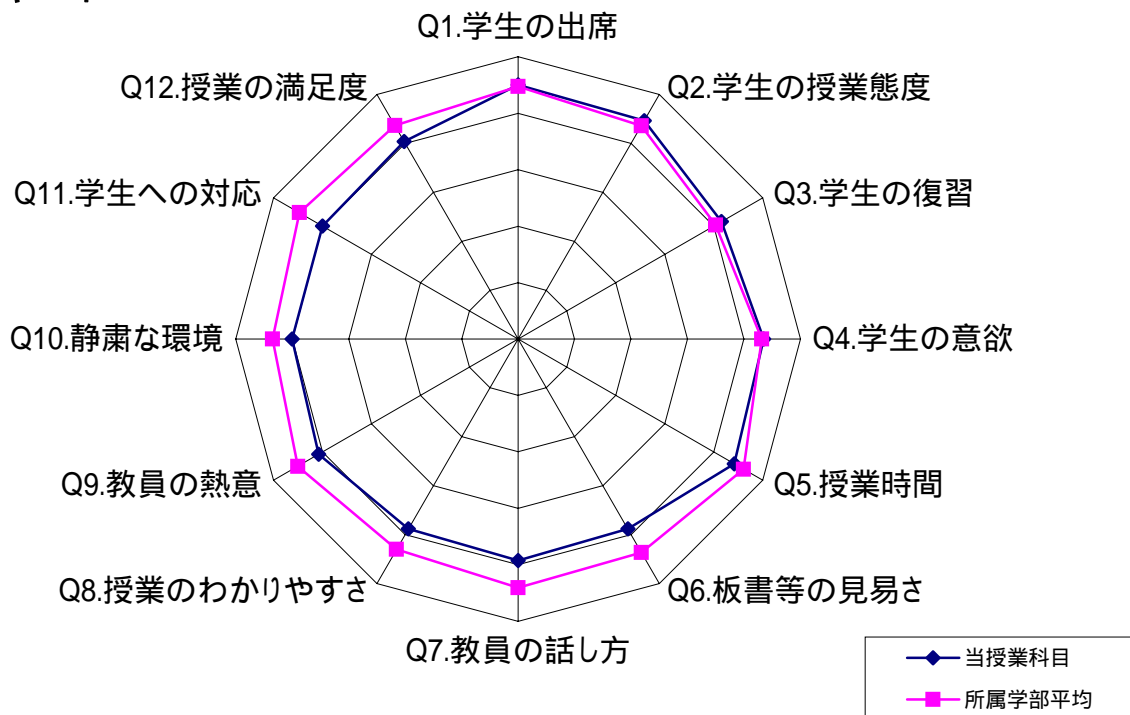 Q1.学生の出席
Q2.学生の授業態度
Q3.学生の復習
Q4.学生の意欲
Q5.授業時間
Q6.板書等の見易さ
Q7.教員の話し方
Q8.授業のわかりやすさ
Q9.教員の熱意
Q10.静粛な環境
Q11.学生への対応
Q12.授業の満足度
当授業科目
所属学部平均